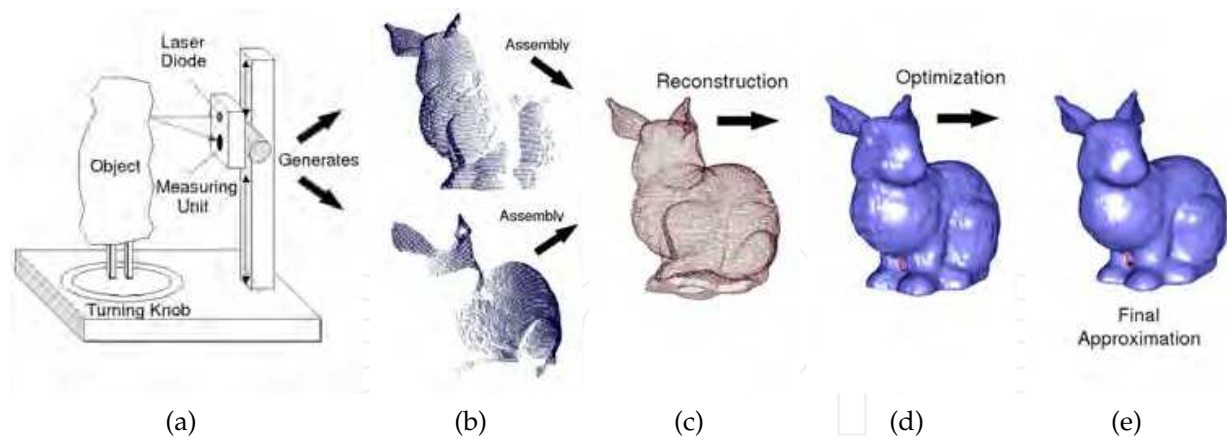 Laser
Diode
Object
Measuring
Unit
Generates
Turning Knob
Assembly
Assembly
Reconstruction
Optimization
Final
Approximation
(a)
(b)
(c)
(d)
(e)